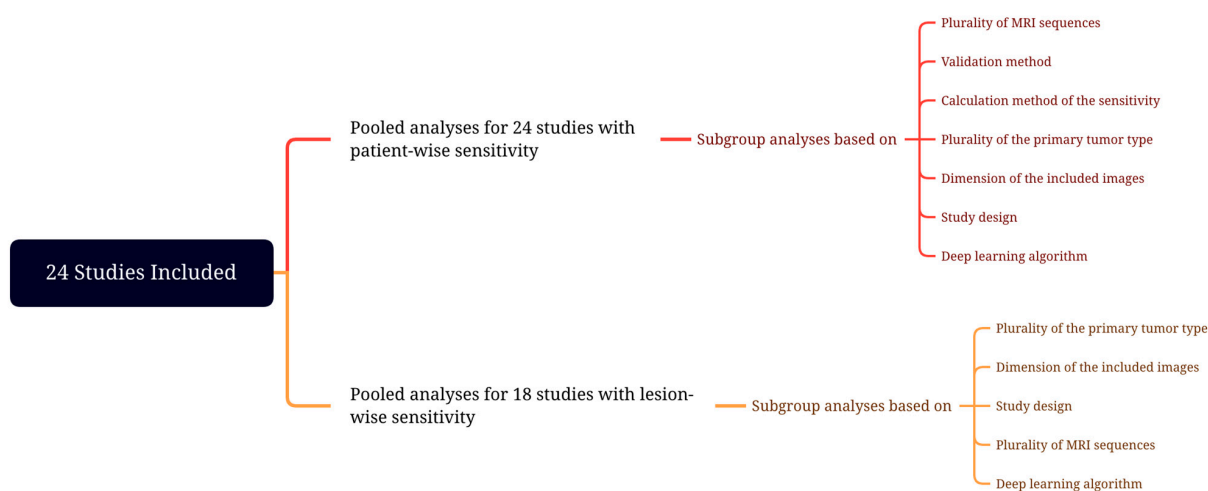 24 Studies Included
Pooled analyses for 24 studies with
patient-wise sensitivity
Subgroup analyses based on
Plurality of MRI sequences
Validation method
Calculation method of the sensitivity
Plurality of the primary tumor type
Dimension of the included images
Study design
Deep learning algorithm
Pooled analyses for 18 studies with lesion-
wise sensitivity
Subgroup analyses based on
Plurality of the primary tumor type
Dimension of the included images
Study design
Plurality of MRI sequences
Deep learning algorithm